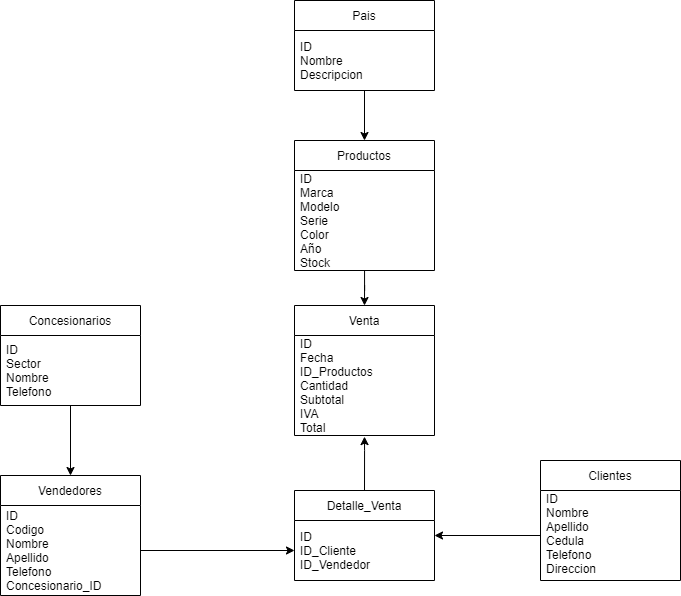 Pais
ID
Nombre
Descripcion
Productos
ID
Marca
Modelo
Serie
Color
Año
Stock
Concesionarios
ID
Sector
Nombre
Telefono
Venta
ID
Fecha
ID_Productos
Cantidad
Subtotal
IVA
Total
Vendedores
ID
Codigo
Nombre
Apellido
Telefono
Concesionario_ID
Detalle_Venta
ID
ID_Cliente
ID_Vendedor
Clientes
ID
Nombre
Apellido
Cedula
Telefono
Direccion